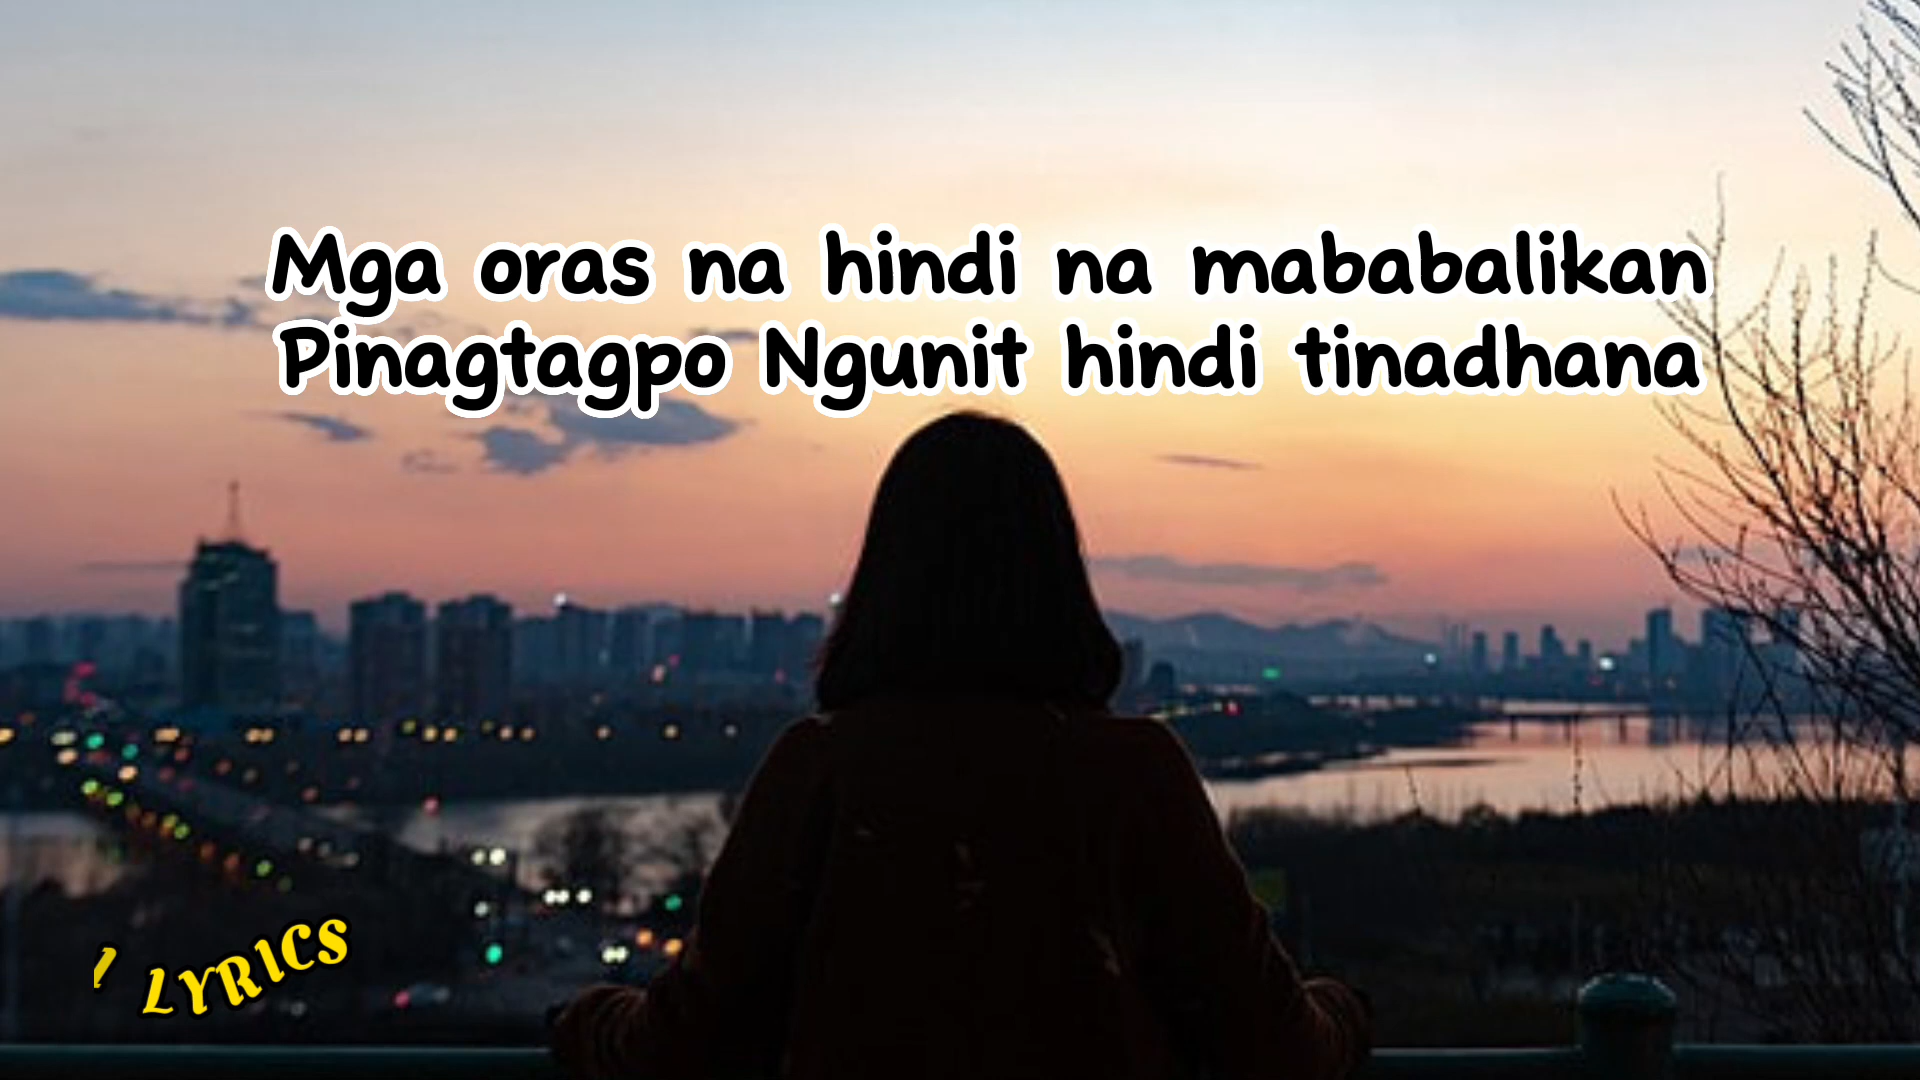 Mga oras na hindi na mababalikan
Pinagtagpo Ngunit hindi tinadhana
LYRICS